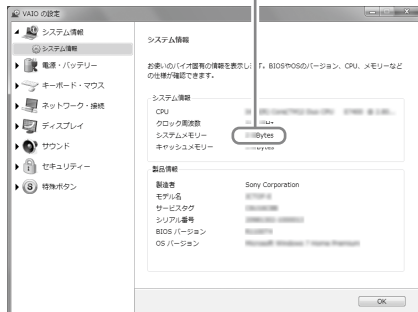 VAIO の設定
システム情報
システム情報
電源・バッテリー
キーボード・マウス
ネットワーク・接続
ディスプレイ
サウンド
セキュリティー
特殊ボタン
システム情報
お使いのバイオ固有の情報を表示します。BIOSやOSのバージョン、CPU、メモリーなど
の仕様が確認できます。
システム情報
CPU
クロック周波数
システムメモリー Bytes
キャッシュメモリー Bytes
製品情報
製造者 Sony Corporation
モデル名
サービスタグ
シリアル番号
BIOS バージョン
OS バージョン
OK